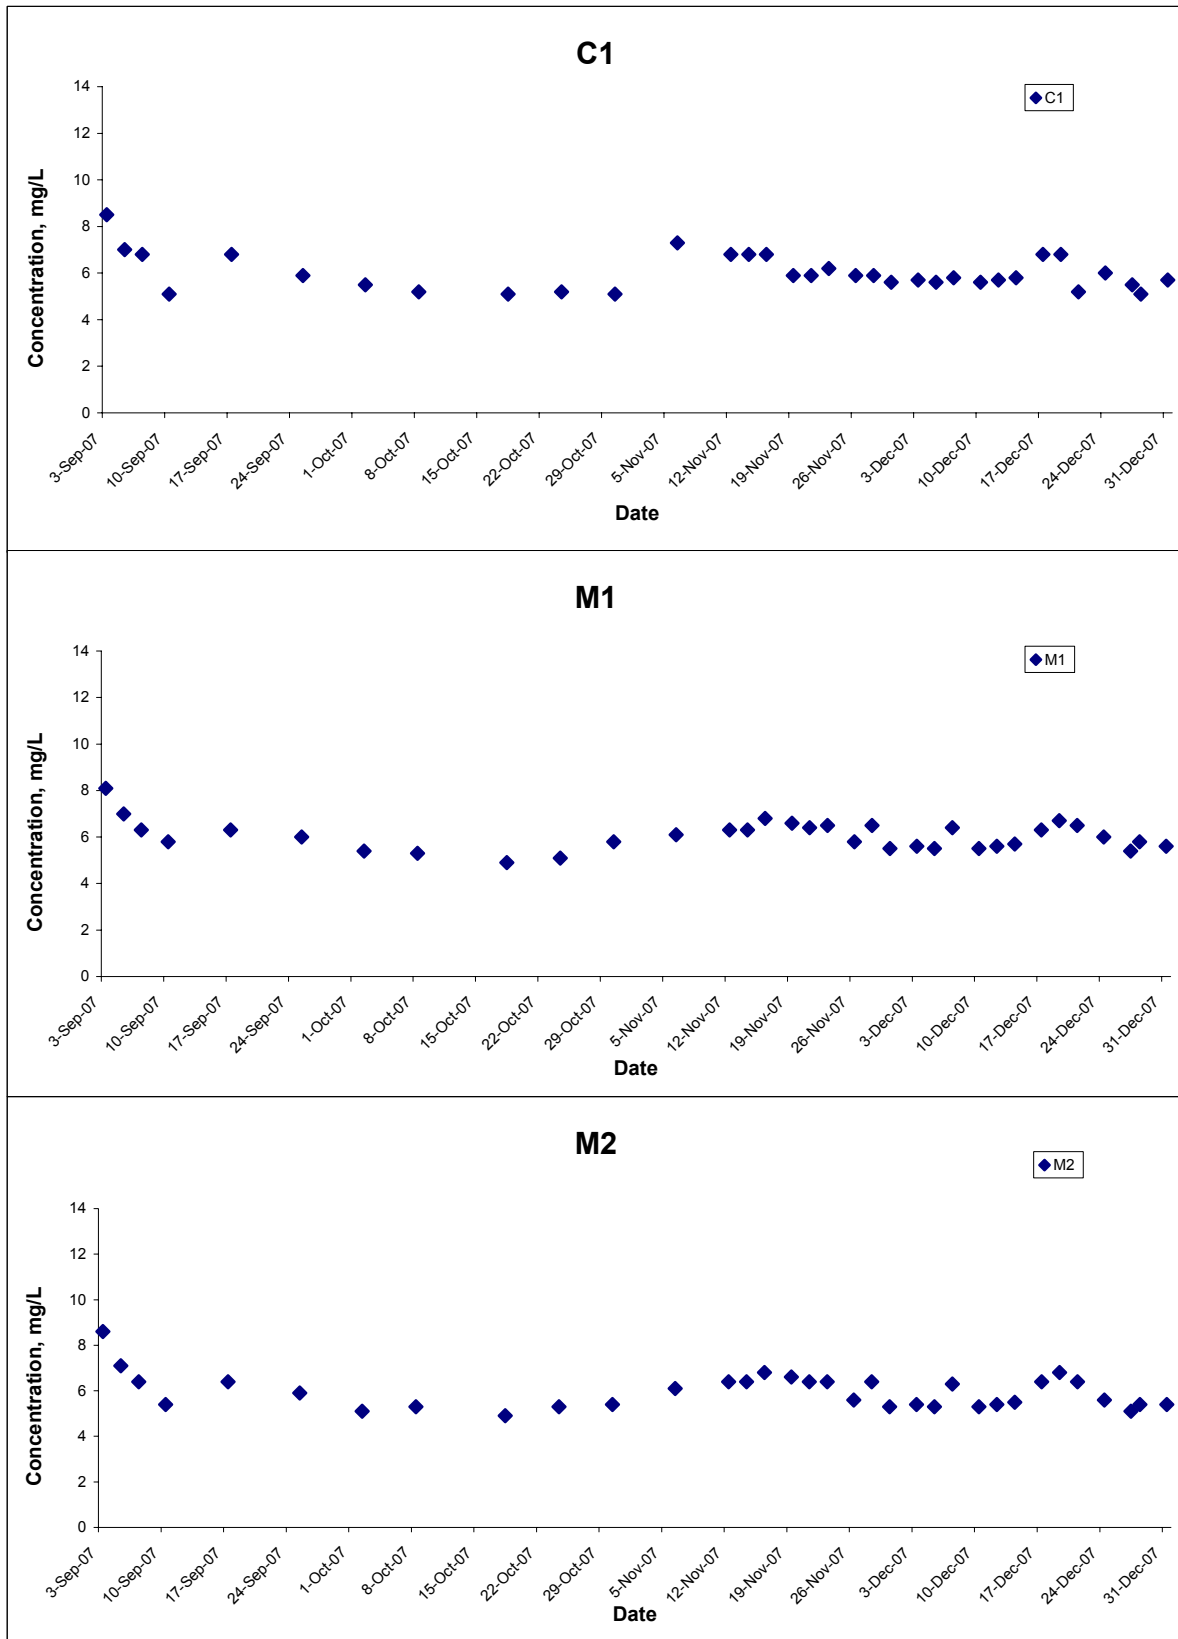 C1
C1
14
12
10
8
6
4
2
0
Concentration, mg/L
3-Sep-07
10-Sep-07
17-Sep-07
24-Sep-07
1-Oct-07
8-Oct-07
15-Oct-07
22-Oct-07
29-Oct-07
5-Nov-07
12-Nov-07
19-Nov-07
26-Nov-07
3-Dec-07
10-Dec-07
17-Dec-07
24-Dec-07
31-Dec-07
Date
M1
M1
14
12
10
8
6
4
2
0
Concentration, mg/L
3-Sep-07
10-Sep-07
17-Sep-07
24-Sep-07
1-Oct-07
8-Oct-07
15-Oct-07
22-Oct-07
29-Oct-07
5-Nov-07
12-Nov-07
19-Nov-07
26-Nov-07
3-Dec-07
10-Dec-07
17-Dec-07
24-Dec-07
31-Dec-07
Date
M2
M2
14
12
10
8
6
4
2
0
Concentration, mg/L
3-Sep-07
10-Sep-07
17-Sep-07
24-Sep-07
1-Oct-07
8-Oct-07
15-Oct-07
22-Oct-07
29-Oct-07
5-Nov-07
12-Nov-07
19-Nov-07
26-Nov-07
3-Dec-07
10-Dec-07
17-Dec-07
24-Dec-07
31-Dec-07
Date